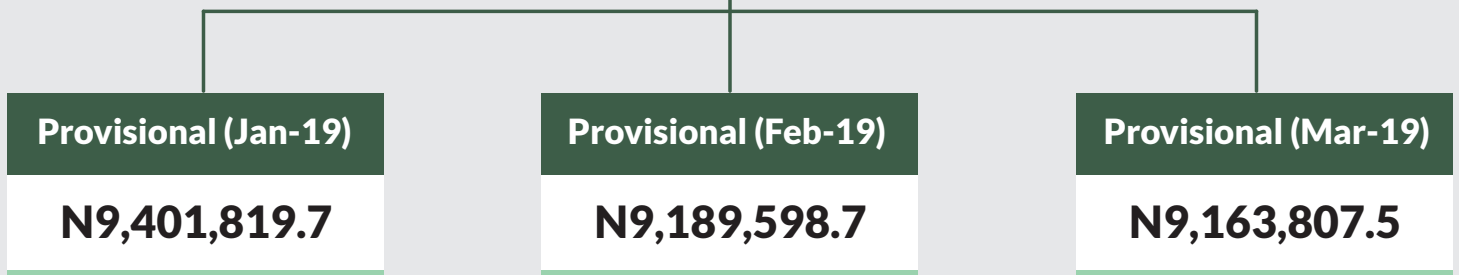 Provisional (Jan-19)
N9,401,819.7
Provisional (Feb-19)
N9,189,598.7
Provisional (Mar-19)
N9,163,807.5